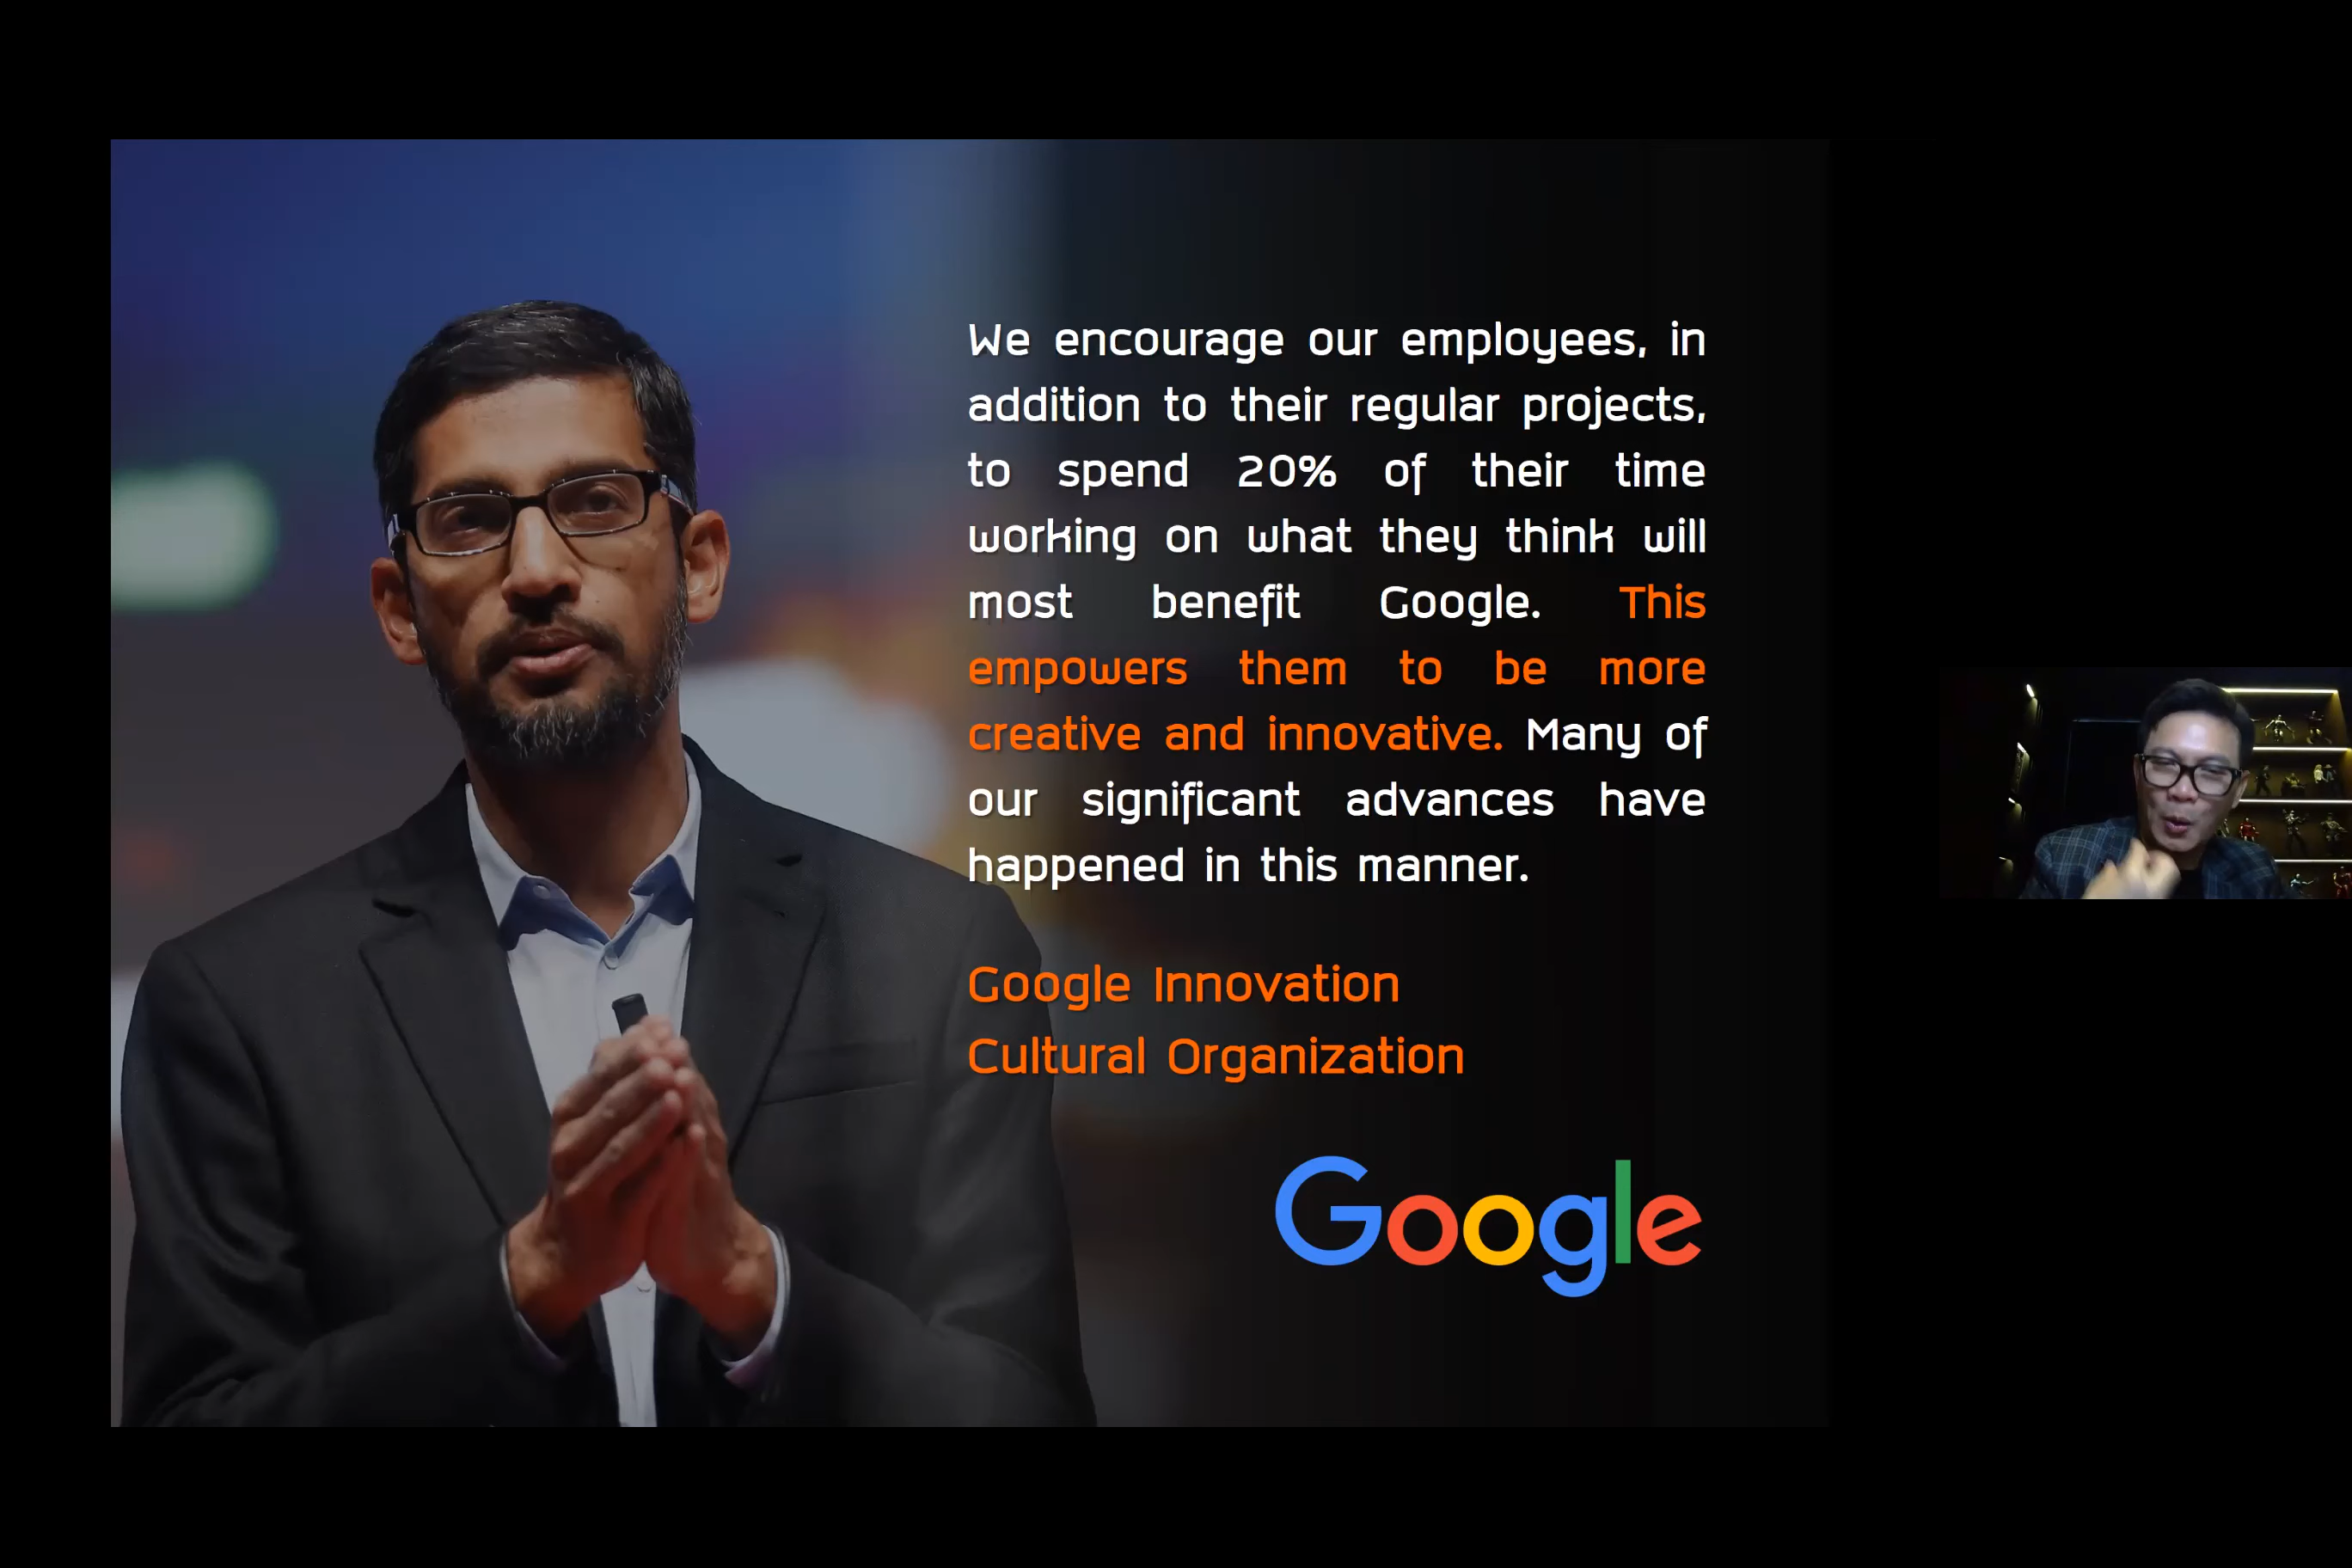 We encourage our employees, in
addition to their regular projects,
to spend 20% of their time
working on what they think will
most benefit Google. This
empowers them to be more
creative and innovative. Many of
our significant advances have
happened in this manner.
Google Innovation
Cultural Organization
Google